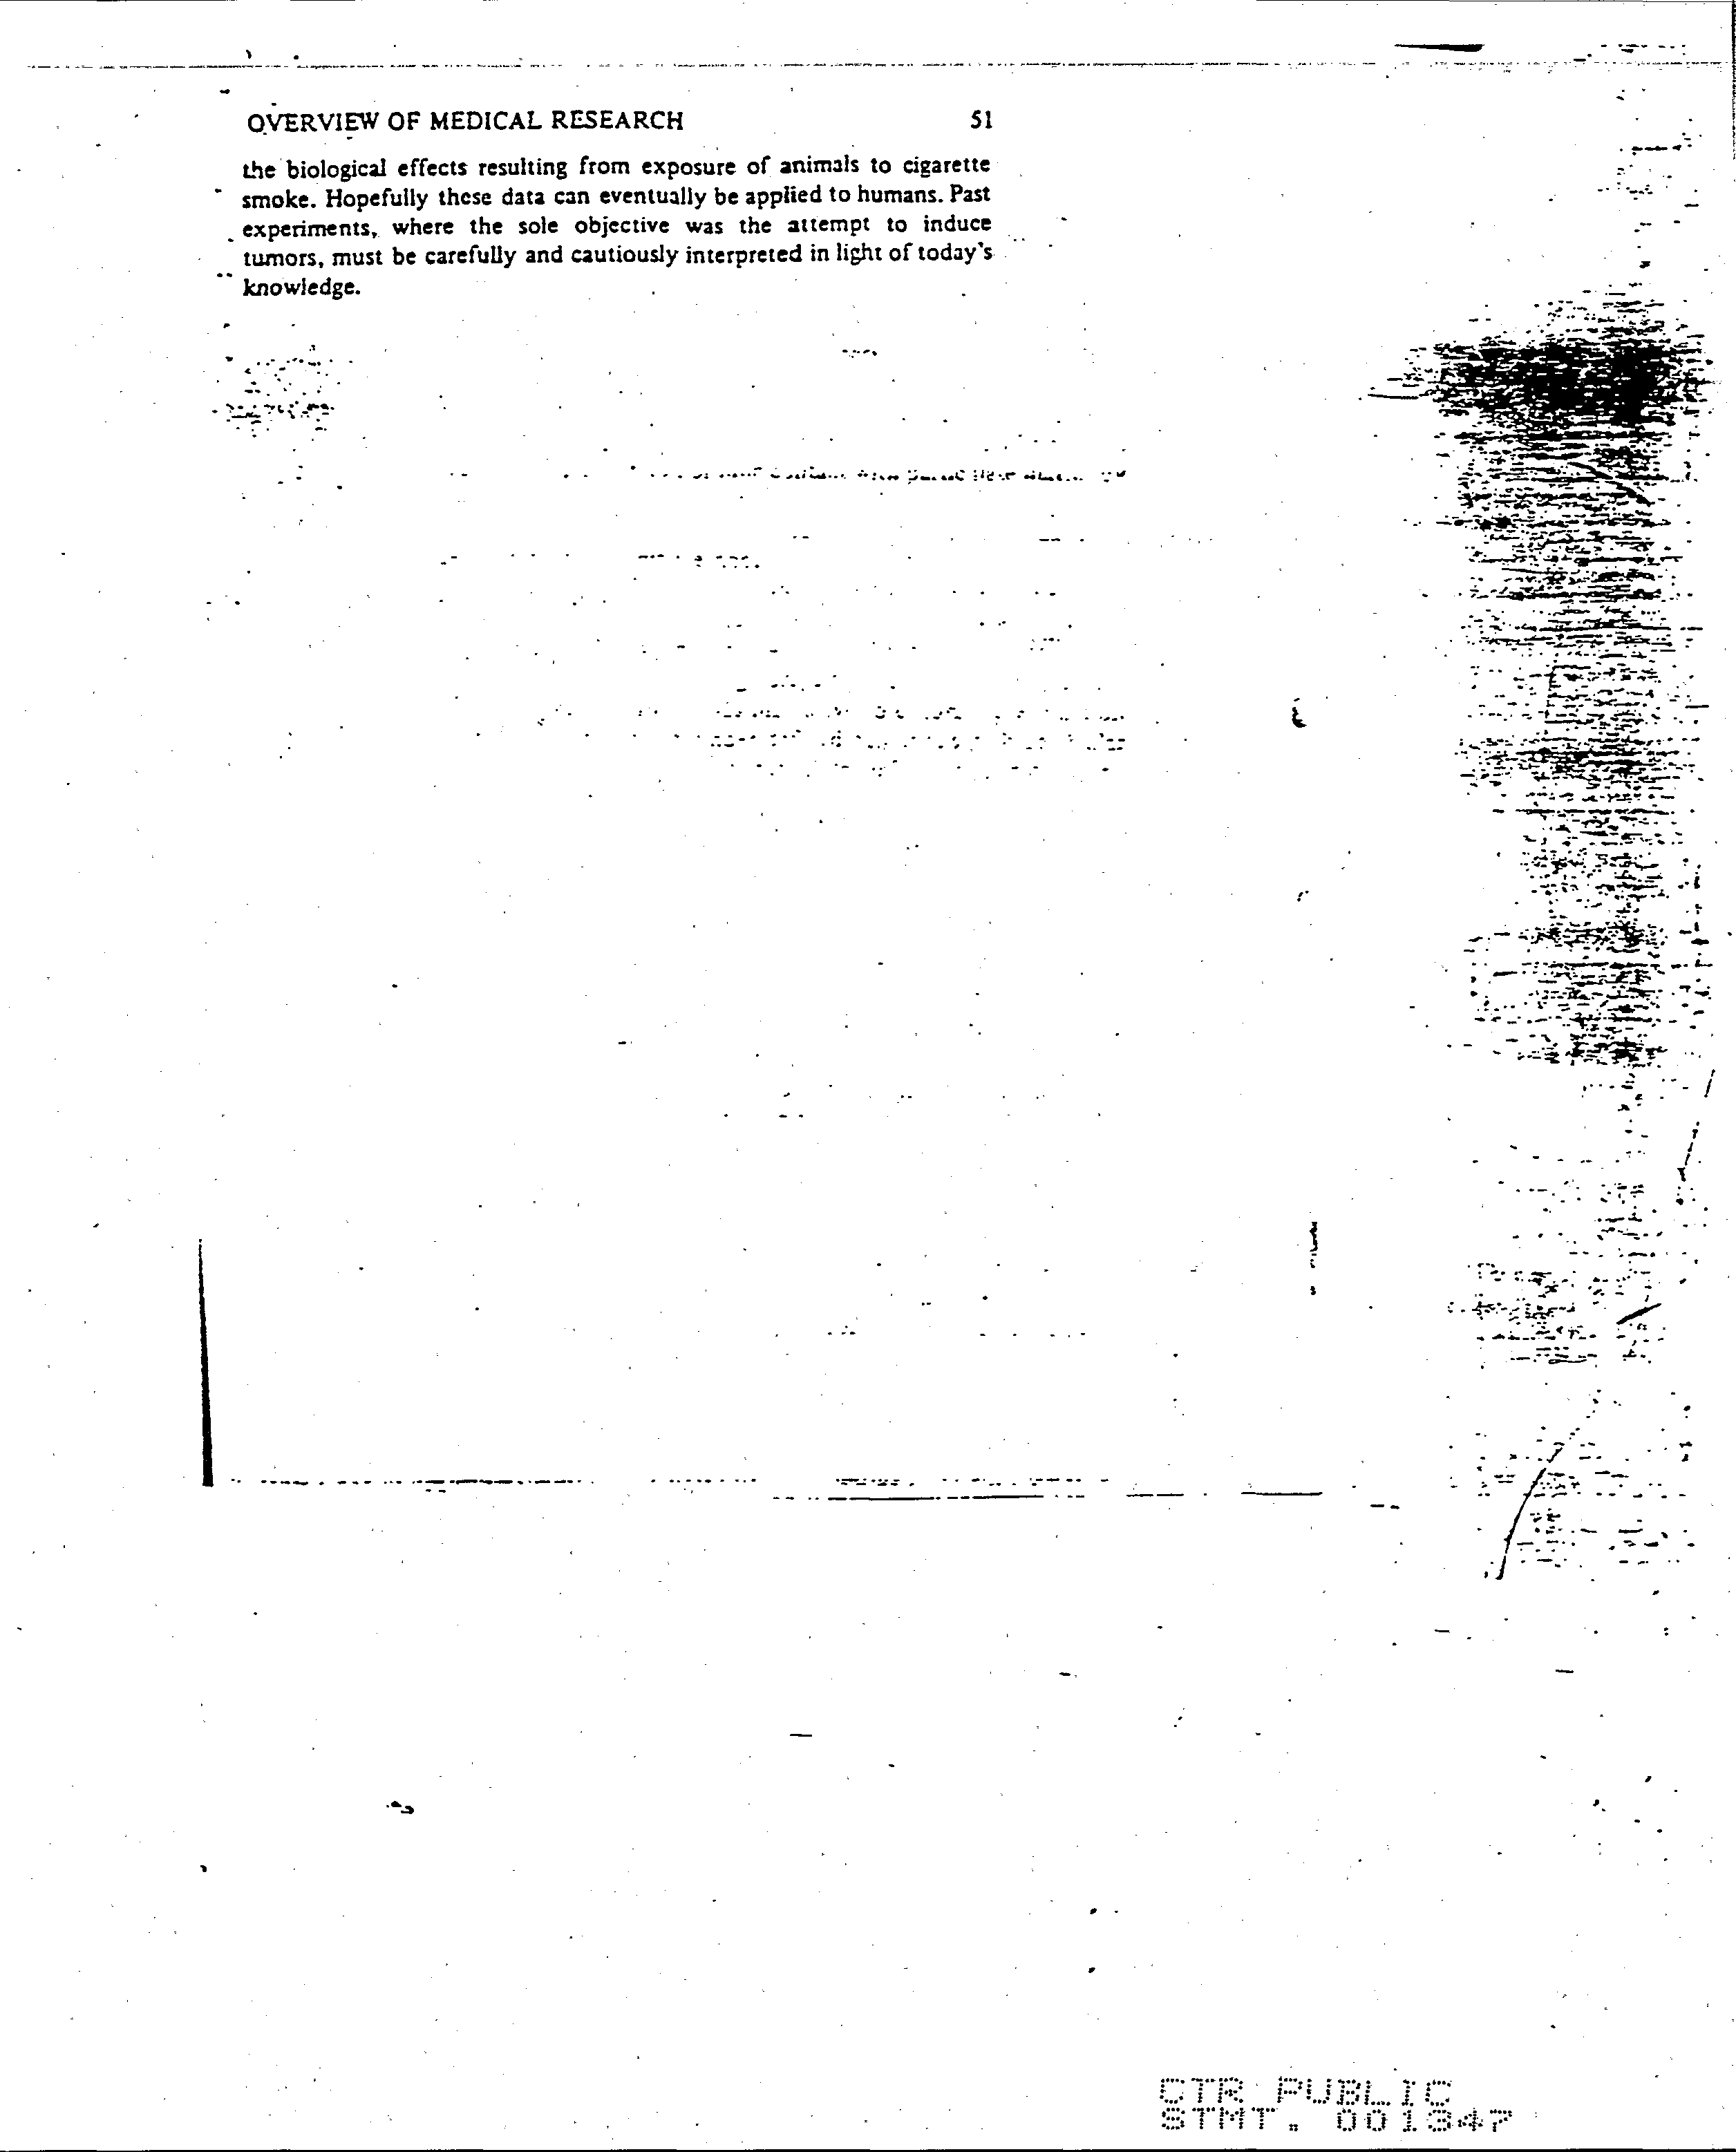 OVERVIEW OF MEDICAL RESEARCH 51
the biological effects resulting from exposure of animals to cigarette
smoke. Hopefully these data can eventually be applied to humans. Past
experiments, where the sole objective was the attempt to induce
tumors, must be carefully and cautiously interpreted in light of today's
knowledge.
CTR PUBLIC
STMT. 001347